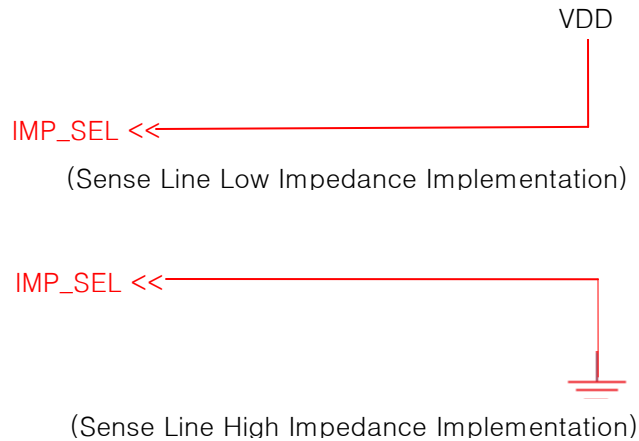 VDD
IMP_SEL <<
(Sense Line Low Impedance Implementation)
IMP_SEL <<
(Sense Line High Impedance Implementation)